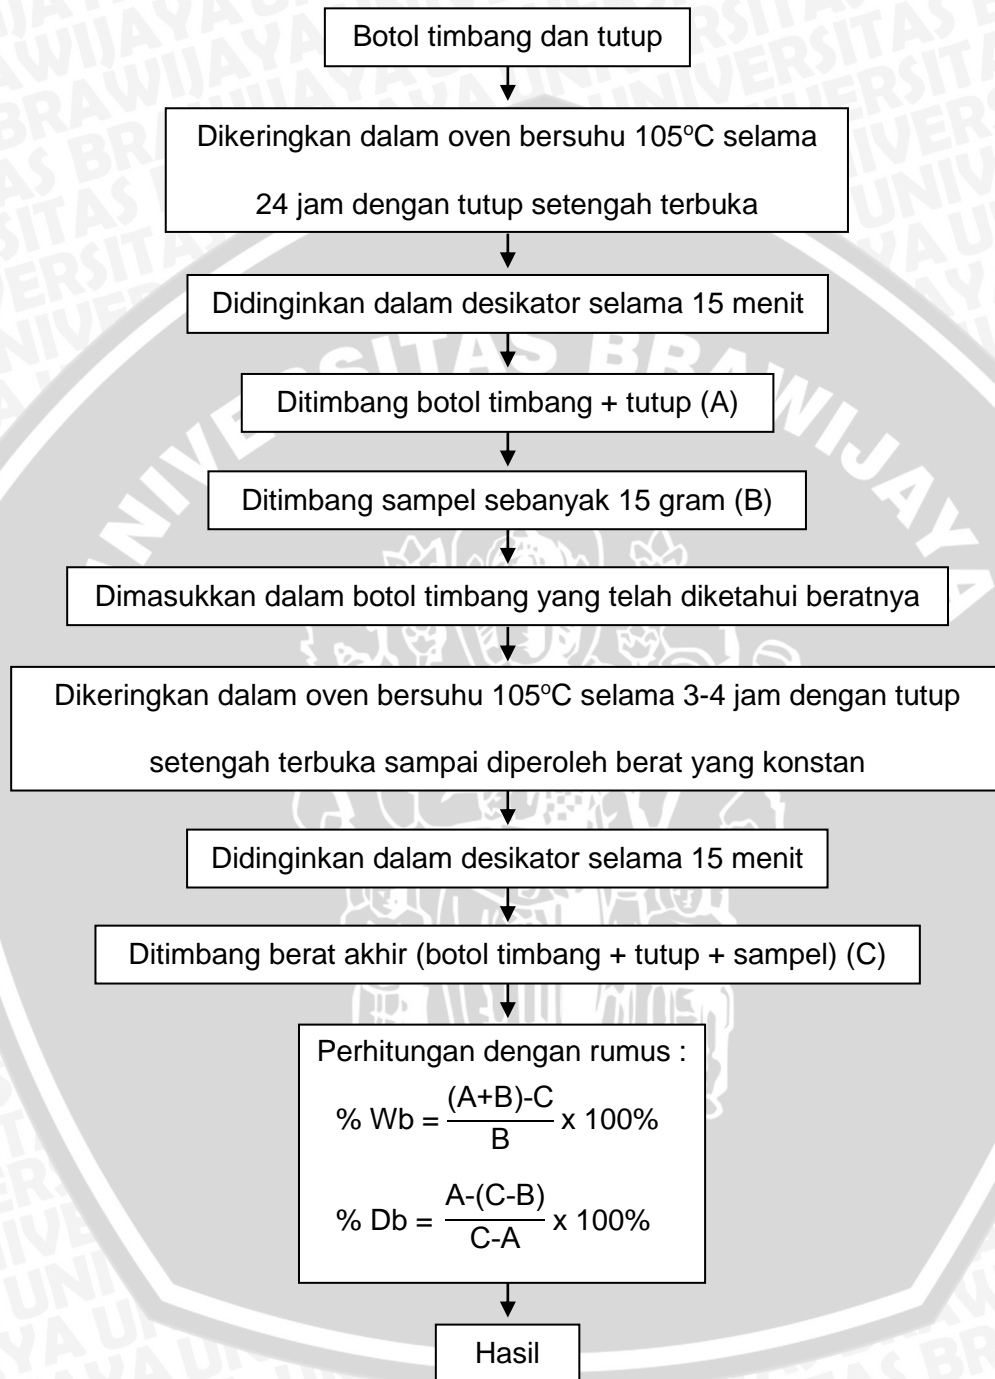 Botol timbang dan tutup
Dikeringkan dalam oven bersuhu 105°C selama
24 jam dengan tutup setengah terbuka
Didinginkan dalam desikator selama 15 menit
Ditimbang botol timbang + tutup (A)
Ditimbang sampel sebanyak 15 gram (B)
Dimasukkan dalam botol timbang yang telah diketahui beratnya
Dikeringkan dalam oven bersuhu 105°C selama 3-4 jam dengan tutup
setengah terbuka sampai diperoleh berat yang konstan
Didinginkan dalam desikator selama 15 menit
Ditimbang berat akhir (botol timbang + tutup + sampel) (C)
Perhitungan dengan rumus :
% Wb = (A+B)-C / B x 100%
% Db = A-(C-B) / C-A x 100%
Hasil
UNIVERSITAS BRAWIJAYA